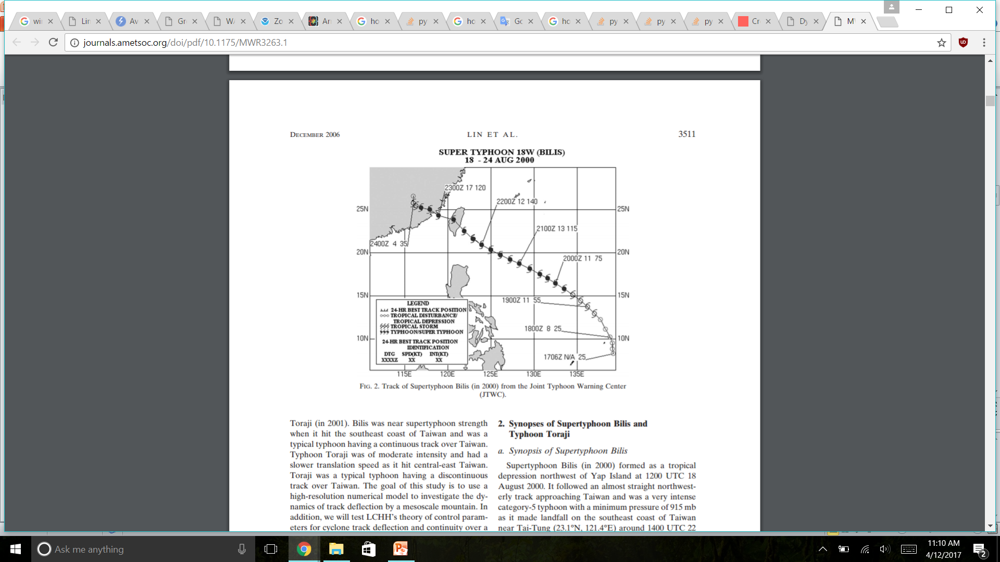 wi
Lir
Av
Gr
W
Zo
Ar
ho
py
ho
Gc
ho
py
py
py
Cr
Dy
M
journals.ametsoc.org/doi/pdf/10.1175/MWR3263.1
DECEMBER 2006
LIN ET AL.
3511
SUPER TYPHOON 18W (BILIS)
18 - 24 AUG 2000
2300Z 17 120
2200Z 12 140
25N
25N
2100Z 13 115
2400Z 4 35
20N
20N
2000Z 11 75
15N
15N
1900Z 11 55
LEGEND
24-HR BEST TRACK POSITION
TROPICAL DISTURBANCE/
TROPICAL DEPRESSION
TROPICAL STORM
TYPHOON/SUPER TYPHOON
1800Z 8 25
10N
10N
24-HR BEST TRACK POSITION
IDENTIFICATION
DTG SPD(KT) INT(KT)
XXXXZ XX XX
1706Z N/A 25
115E 120E 125E 130E 135E
FIG. 2. Track of Supertyphoon Bilis (in 2000) from the Joint Typhoon Warning Center
(JTWC).
Toraji (in 2001). Bilis was near supertyphoon strength
when it hit the southeast coast of Taiwan and was a
typical typhoon having a continuous track over Taiwan.
Typhoon Toraji was of moderate intensity and had a
slower translation speed as it hit central-east Taiwan.
Toraji was a typical typhoon having a discontinuous
track over Taiwan. The goal of this study is to use a
high-resolution numerical model to investigate the dy-
namics of track deflection by a mesoscale mountain. In
addition, we will test LCHH's theory of control param-
eters for cyclone track deflection and continuity over a
2. Synopses of Supertyphoon Bilis and
Typhoon Toraji
a. Synopsis of Supertyphoon Bilis
Supertyphoon Bilis (in 2000) formed as a tropical
depression northwest of Yap Island at 1200 UTC 18
August 2000. It followed an almost straight northwest-
erly track approaching Taiwan and was a very intense
category-5 typhoon with a minimum pressure of 915 mb
as it made landfall on the southeast coast of Taiwan
near Tai-Tung (23.1°N, 121.4°E) around 1400 UTC 22
Ask me anything
11:10 AM
4/12/2017
2